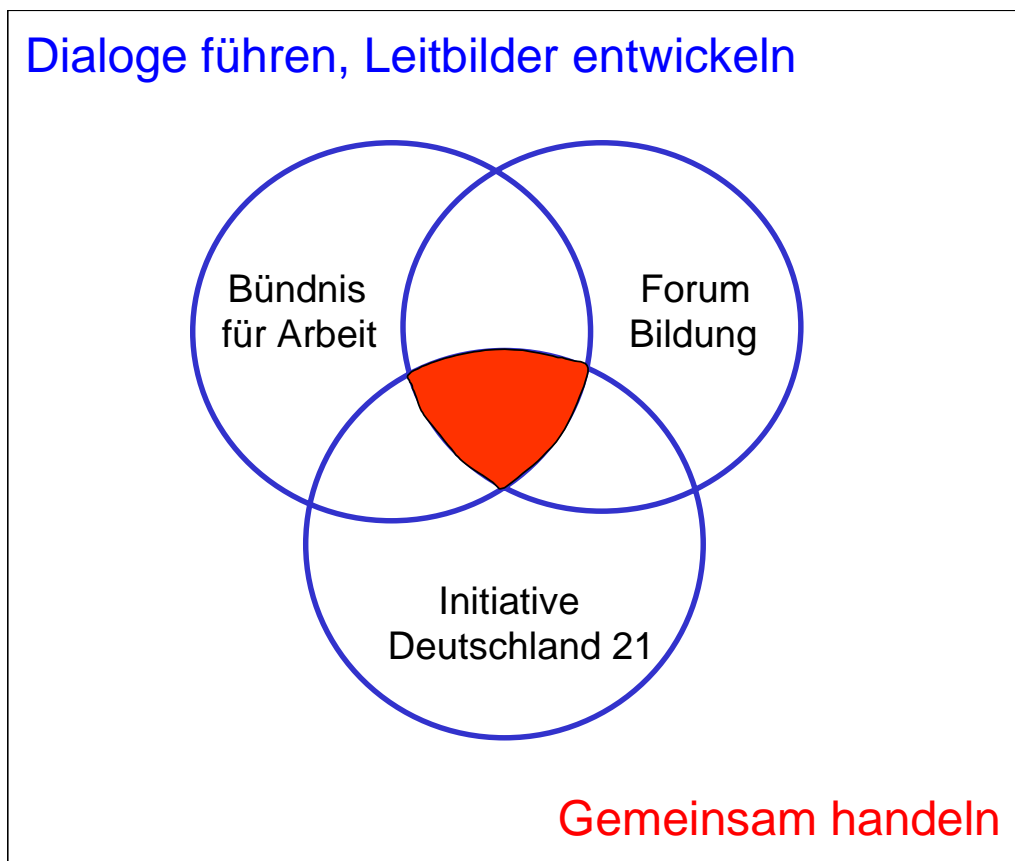 Dialoge führen, Leitbilder entwickeln
Bündnis
für Arbeit
Forum
Bildung
Initiative
Deutschland 21
Gemeinsam handeln